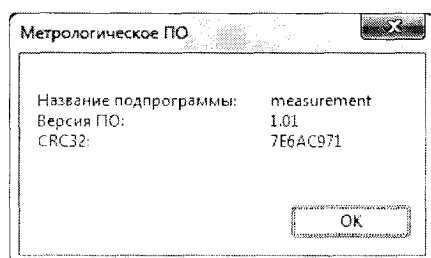 Метрологическое ПО
Название подпрограммы: measurement
Версия ПО: 1.01
CRC32: 7E6AC971
OK